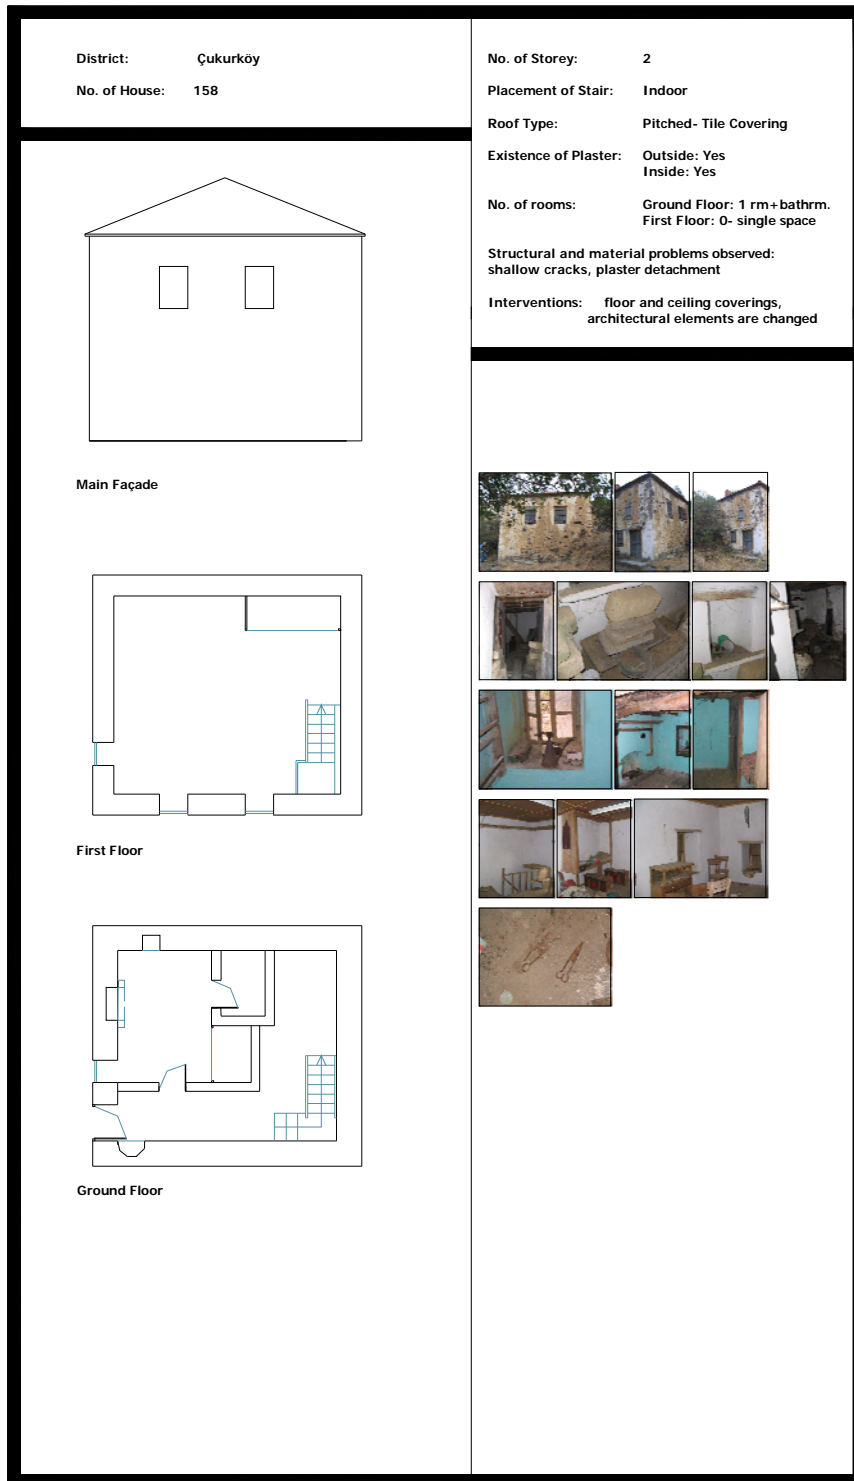 District: Çukurköy
No. of House: 158
No. of Storey: 2
Placement of Stair: Indoor
Roof Type: Pitched- Tile Covering
Existence of Plaster: Outside: Yes
Inside: Yes
No. of rooms: Ground Floor: 1 rm+bathrm.
First Floor: 0- single space
Structural and material problems observed:
shallow cracks, plaster detachment
Interventions: floor and ceiling coverings,
architectural elements are changed
Main Façade
First Floor
Ground Floor